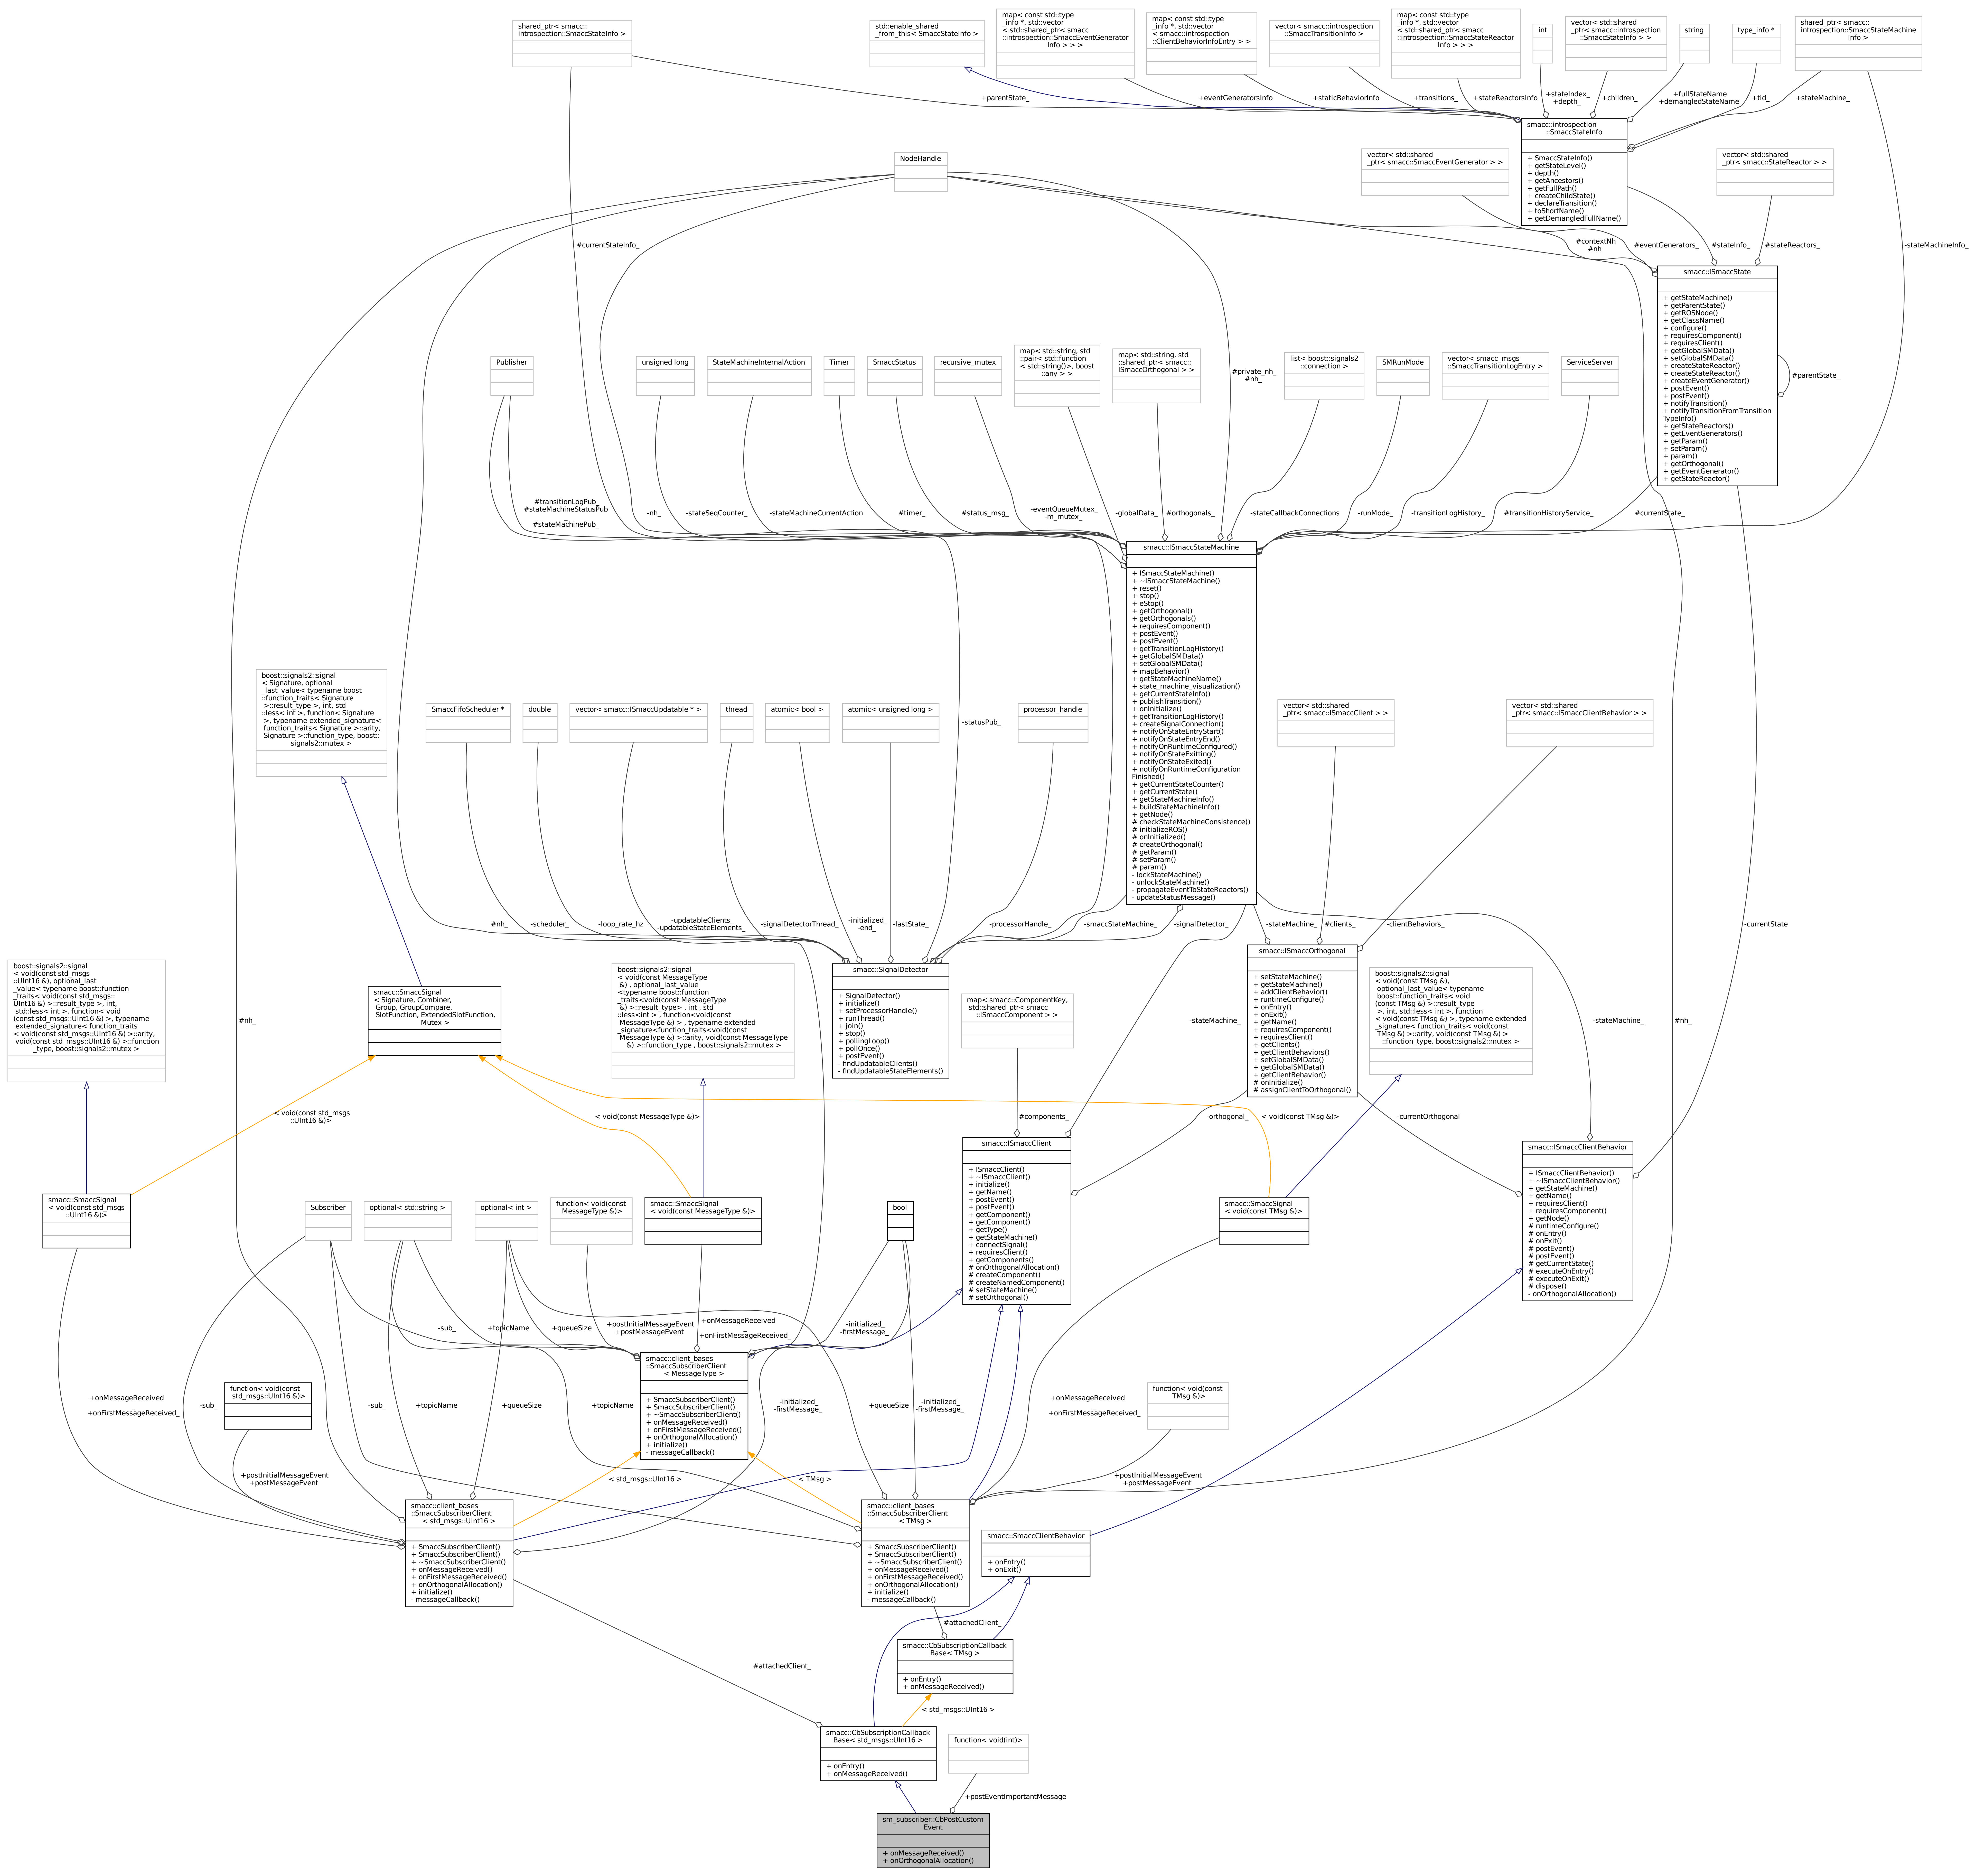 shared_ptr< smacc::
introspection::SmaccStateInfo >
std::enable_shared
_from_this< SmaccStateInfo >
map< const std::type
_info *, std::vector
< std::shared_ptr< smacc
::introspection::SmaccEventGenerator
Info > > >
map< const std::type
_info *, std::vector
< smacc::introspection
::ClientBehaviorInfoEntry > >
vector< smacc::introspection
::SmaccTransitionInfo >
map< const std::type
_info *, std::vector
< std::shared_ptr< smacc
::introspection::SmaccStateReactor
Info > > >
int
vector< std::shared
_ptr< smacc::introspection
::SmaccStateInfo > >
string
type_info *
shared_ptr< smacc::
introspection::SmaccStateMachine
Info >
+parentState_
+eventGeneratorsInfo
+staticBehaviorInfo
+transitions_
+stateReactorsInfo
+stateIndex_
+depth_
+children_
+fullStateName
+demangledStateName
+tid_
+stateMachine_
smacc::introspection
::SmaccStateInfo
+ SmaccStateInfo()
+ getStateLevel()
+ depth()
+ getAncestors()
+ getFullPath()
+ createChildState()
+ declareTransition()
+ toShortName()
+ getDemangledFullName()
NodeHandle
vector< std::shared
_ptr< smacc::SmaccEventGenerator > >
vector< std::shared
_ptr< smacc::StateReactor > >
#currentStateInfo_
#contextNh
#nh
#eventGenerators_
#stateInfo_
#stateReactors_
-stateMachineInfo_
smacc::ISmaccState
+ getStateMachine()
+ getParentState()
+ getROSNode()
+ getClassName()
+ configure()
+ requiresComponent()
+ requiresClient()
+ getGlobalSMData()
+ setGlobalSMData()
+ createStateReactor()
+ createStateReactor()
+ createEventGenerator()
+ postEvent()
+ postEvent()
+ notifyTransition()
+ notifyTransitionFromTransition
TypeInfo()
+ getStateReactors()
+ getEventGenerators()
+ getParam()
+ setParam()
+ param()
+ getOrthogonal()
+ getEventGenerator()
+ getStateReactor()
#parentState_
Publisher
unsigned long
StateMachineInternalAction
Timer
SmaccStatus
recursive_mutex
map< std::string, std
::pair< std::function
< std::string()>, boost
::any > >
map< std::string, std
::shared_ptr< smacc::
ISmaccOrthogonal > >
#private_nh_
#nh_
list< boost::signals2
::connection >
SMRunMode
vector< smacc_msgs
::SmaccTransitionLogEntry >
ServiceServer
#transitionLogPub_
#stateMachineStatusPub
_
#stateMachinePub_
-nh_
-stateSeqCounter_
-stateMachineCurrentAction
#timer_
#status_msg_
-eventQueueMutex_
-m_mutex_
-globalData_
#orthogonals_
-stateCallbackConnections
-runMode_
-transitionLogHistory_
#transitionHistoryService_
#currentState_
smacc::ISmaccStateMachine
+ ISmaccStateMachine()
+ ~ISmaccStateMachine()
+ reset()
+ stop()
+ eStop()
+ getOrthogonal()
+ getOrthogonals()
+ requiresComponent()
+ postEvent()
+ postEvent()
+ getTransitionLogHistory()
+ getGlobalSMData()
+ setGlobalSMData()
+ mapBehavior()
+ getStateMachineName()
+ state_machine_visualization()
+ getCurrentStateInfo()
+ publishTransition()
+ onInitialize()
+ getTransitionLogHistory()
+ createSignalConnection()
+ notifyOnStateEntryStart()
+ notifyOnStateEntryEnd()
+ notifyOnRuntimeConfigured()
+ notifyOnStateExitting()
+ notifyOnStateExited()
+ notifyOnRuntimeConfiguration
Finished()
+ getCurrentStateCounter()
+ getCurrentState()
+ getStateMachineInfo()
+ buildStateMachineInfo()
+ getNode()
# checkStateMachineConsistence()
# initializeROS()
# onInitialized()
# createOrthogonal()
# getParam()
# setParam()
# param()
- lockStateMachine()
- unlockStateMachine()
- propagateEventToStateReactors()
- updateStatusMessage()
boost::signals2::signal
< Signature, optional
_last_value< typename boost
::function_traits< Signature
>::result_type >, int, std
::less< int >, function< Signature
>, typename extended_signature<
function_traits< Signature >::arity,
Signature >::function_type, boost::
signals2::mutex >
SmaccFifoScheduler *
double
vector< smacc::ISmaccUpdatable * >
thread
atomic< bool >
atomic< unsigned long >
-statusPub_
processor_handle
vector< std::shared
_ptr< smacc::ISmaccClient > >
vector< std::shared
_ptr< smacc::ISmaccClientBehavior > >
#nh_
-scheduler_
-loop_rate_hz
-updatableClients_
-updatableStateElements_
-signalDetectorThread_
-initialized_
-end_
-lastState_
-processorHandle_
-smaccStateMachine_
-signalDetector_
-stateMachine_
#clients_
-clientBehaviors_
-currentState
boost::signals2::signal
< void(const std_msgs
::UInt16 &), optional_last
_value< typename boost::function
_traits< void(const std_msgs::
UInt16 &) >::result_type >, int,
std::less< int >, function< void
(const std_msgs::UInt16 &) >, typename
extended_signature< function_traits
< void(const std_msgs::UInt16 &) >::arity,
void(const std_msgs::UInt16 &) >::function
_type, boost::signals2::mutex >
smacc::SmaccSignal
< Signature, Combiner,
Group, GroupCompare,
SlotFunction, ExtendedSlotFunction,
Mutex >
boost::signals2::signal
< void(const MessageType
&) , optional_last_value
<typename boost::function
_traits<void(const MessageType
&) >::result_type> , int , std
::less<int > , function<void(const
MessageType &) > , typename extended
_signature<function_traits<void(const
MessageType &) >::arity, void(const MessageType
&) >::function_type , boost::signals2::mutex >
smacc::SignalDetector
+ SignalDetector()
+ initialize()
+ setProcessorHandle()
+ runThread()
+ join()
+ stop()
+ pollingLoop()
+ pollOnce()
+ postEvent()
- findUpdatableClients()
- findUpdatableStateElements()
map< smacc::ComponentKey,
std::shared_ptr< smacc
::ISmaccComponent > >
smacc::ISmaccOrthogonal
+ setStateMachine()
+ getStateMachine()
+ addClientBehavior()
+ runtimeConfigure()
+ onEntry()
+ onExit()
+ getName()
+ requiresComponent()
+ requiresClient()
+ getClients()
+ getClientBehaviors()
+ setGlobalSMData()
+ getGlobalSMData()
+ getClientBehavior()
# onInitialize()
# assignClientToOrthogonal()
boost::signals2::signal
< void(const TMsg &),
optional_last_value< typename
boost::function_traits< void
(const TMsg &) >::result_type
>, int, std::less< int >, function
< void(const TMsg &) >, typename extended
_signature< function_traits< void(const
TMsg &) >::arity, void(const TMsg &) >
::function_type, boost::signals2::mutex >
#nh_
-stateMachine_
-stateMachine_
#nh_
< void(const std_msgs
::UInt16 &)>
< void(const MessageType &)>
#components_
-orthogonal_
< void(const TMsg &)>
-currentOrthogonal
smacc::SmaccSignal
< void(const std_msgs
::UInt16 &)>
Subscriber
optional< std::string >
optional< int >
function< void(const
MessageType &)>
smacc::SmaccSignal
< void(const MessageType &)>
bool
smacc::ISmaccClient
+ ISmaccClient()
+ ~ISmaccClient()
+ initialize()
+ getName()
+ postEvent()
+ postEvent()
+ getComponent()
+ getComponent()
+ getType()
+ getStateMachine()
+ connectSignal()
+ requiresClient()
+ getComponents()
# onOrthogonalAllocation()
# createComponent()
# createNamedComponent()
# setStateMachine()
# setOrthogonal()
smacc::SmaccSignal
< void(const TMsg &)>
smacc::ISmaccClientBehavior
+ ISmaccClientBehavior()
+ ~ISmaccClientBehavior()
+ getStateMachine()
+ getName()
+ requiresClient()
+ requiresComponent()
+ getNode()
# runtimeConfigure()
# onEntry()
# onExit()
# postEvent()
# postEvent()
# getCurrentState()
# executeOnEntry()
# executeOnExit()
# dispose()
- onOrthogonalAllocation()
-sub_
+topicName
+queueSize
+postInitialMessageEvent
+postMessageEvent
+onMessageReceived
_
+onFirstMessageReceived_
-initialized_
-firstMessage_
smacc::client_bases
::SmaccSubscriberClient
< MessageType >
+ SmaccSubscriberClient()
+ SmaccSubscriberClient()
+ ~SmaccSubscriberClient()
+ onMessageReceived()
+ onFirstMessageReceived()
+ onOrthogonalAllocation()
+ initialize()
- messageCallback()
function< void(const
std_msgs::UInt16 &)>
function< void(const
TMsg &)>
+onMessageReceived
_
+onFirstMessageReceived_
-sub_
-sub_
+topicName
+queueSize
+topicName
-initialized_
-firstMessage_
+queueSize
-initialized_
-firstMessage_
+onMessageReceived
_
+onFirstMessageReceived_
+postInitialMessageEvent
+postMessageEvent
< std_msgs::UInt16 >
< TMsg >
+postInitialMessageEvent
+postMessageEvent
smacc::client_bases
::SmaccSubscriberClient
< std_msgs::UInt16 >
+ SmaccSubscriberClient()
+ SmaccSubscriberClient()
+ ~SmaccSubscriberClient()
+ onMessageReceived()
+ onFirstMessageReceived()
+ onOrthogonalAllocation()
+ initialize()
- messageCallback()
smacc::client_bases
::SmaccSubscriberClient
< TMsg >
+ SmaccSubscriberClient()
+ SmaccSubscriberClient()
+ ~SmaccSubscriberClient()
+ onMessageReceived()
+ onFirstMessageReceived()
+ onOrthogonalAllocation()
+ initialize()
- messageCallback()
smacc::SmaccClientBehavior
+ onEntry()
+ onExit()
#attachedClient_
#attachedClient_
smacc::CbSubscriptionCallback
Base< TMsg >
+ onEntry()
+ onMessageReceived()
< std_msgs::UInt16 >
smacc::CbSubscriptionCallback
Base< std_msgs::UInt16 >
+ onEntry()
+ onMessageReceived()
function< void(int)>
+postEventImportantMessage
sm_subscriber::CbPostCustom
Event
+ onMessageReceived()
+ onOrthogonalAllocation()